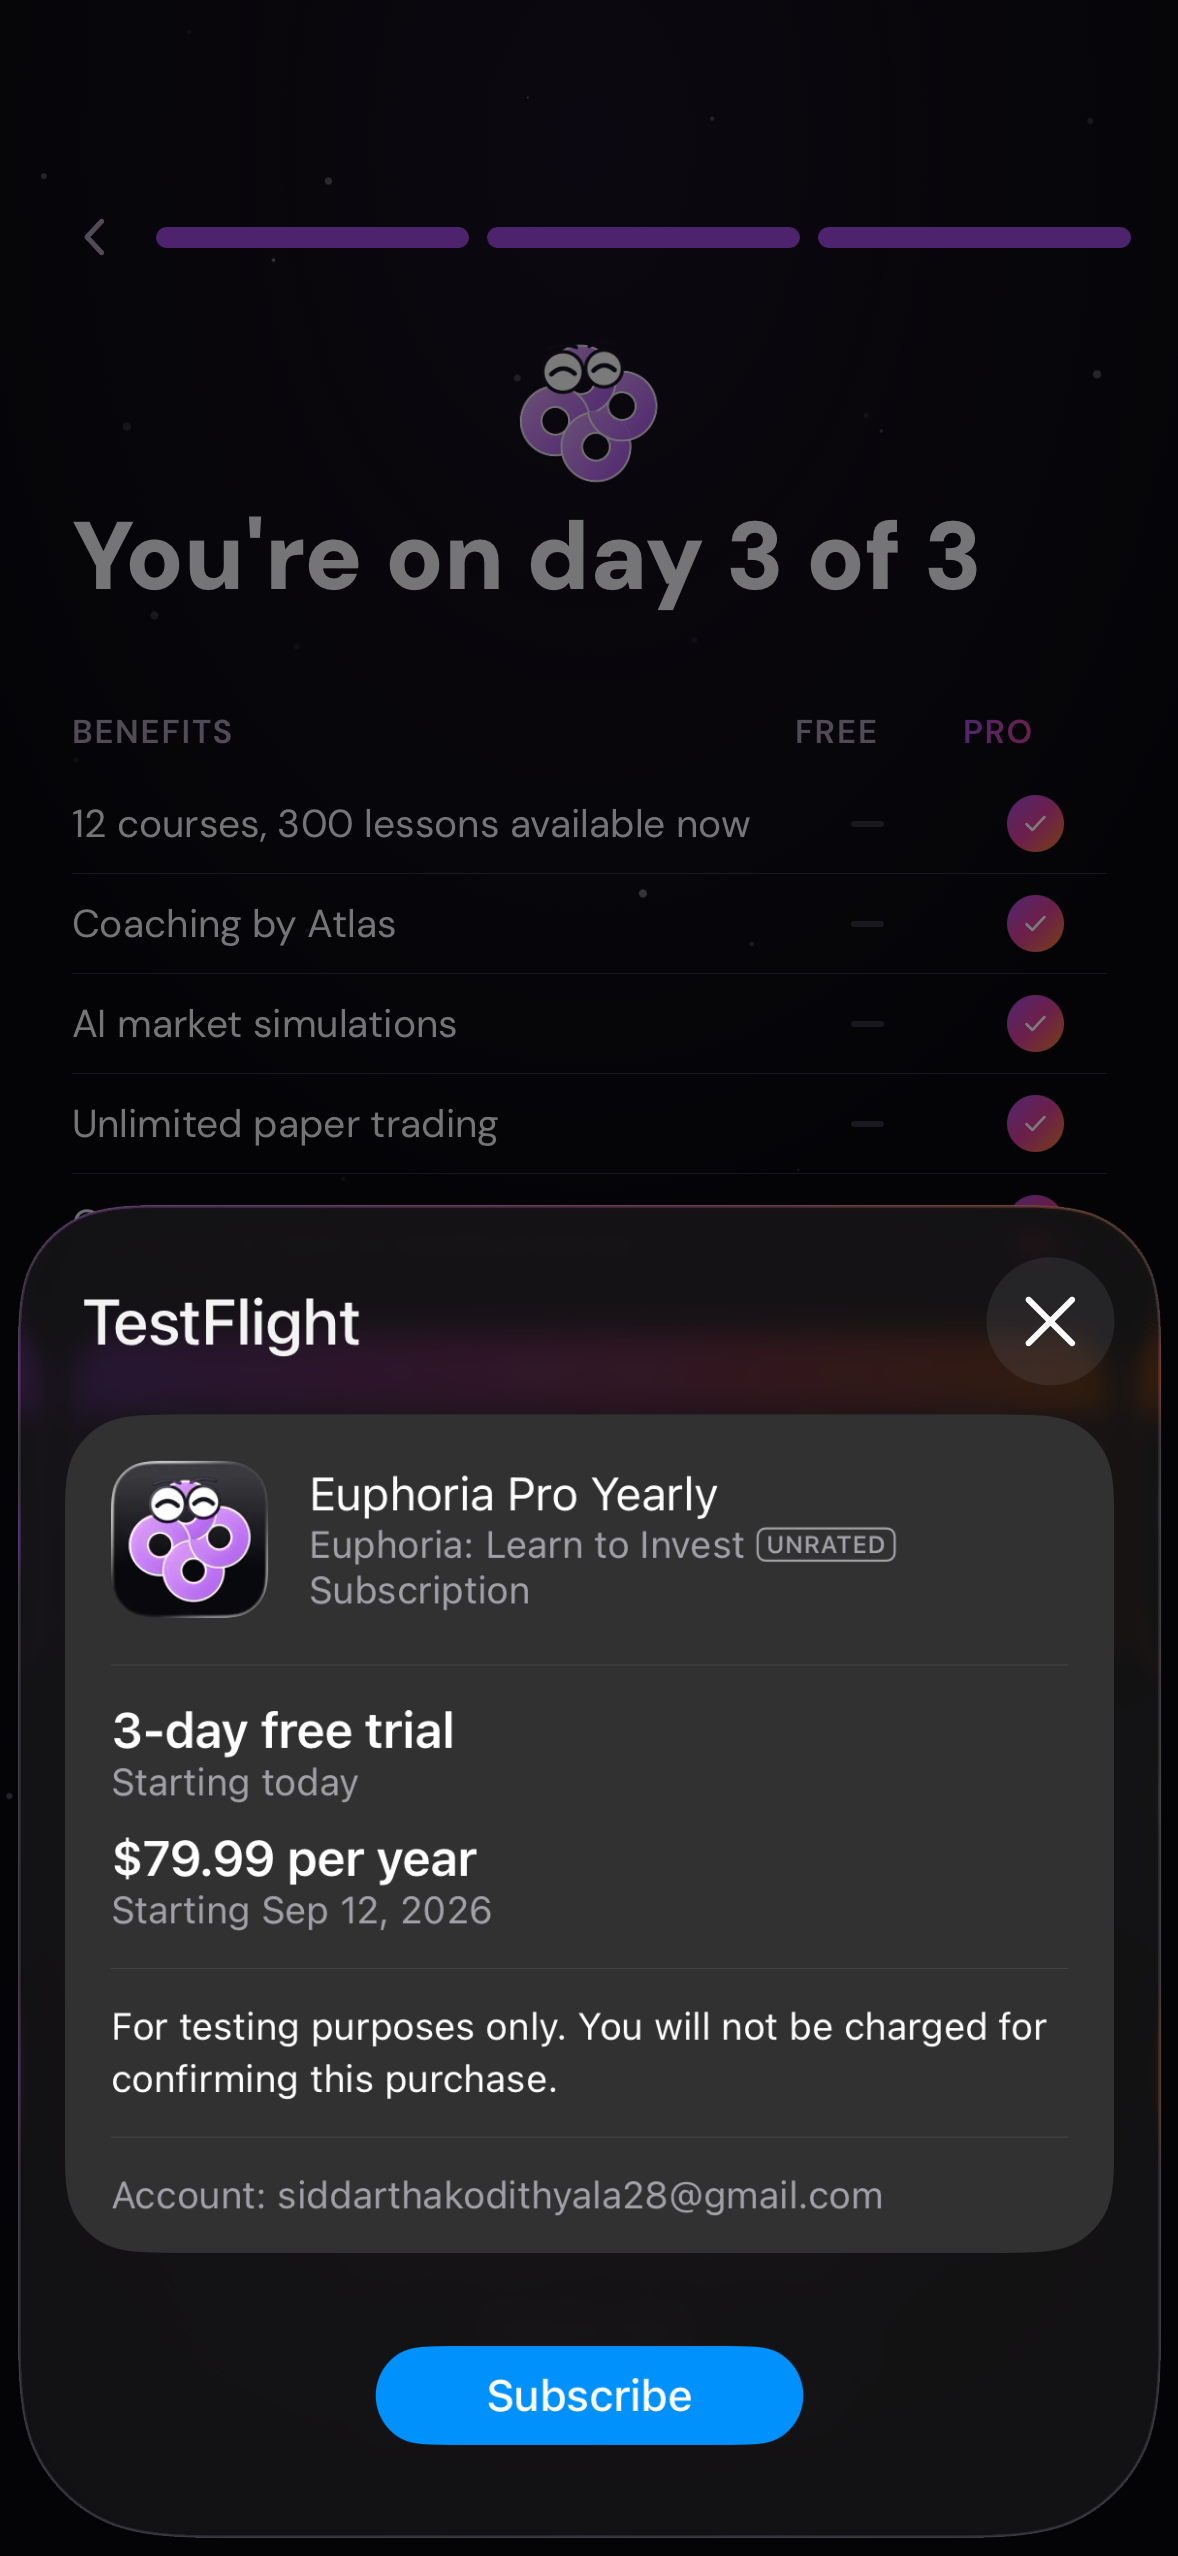 You're on day 3 of 3
BENEFITS FREE PRO
12 courses, 300 lessons available now
Coaching by Atlas
AI market simulations
Unlimited paper trading
TestFlight
Euphoria Pro Yearly
Euphoria: Learn to Invest UNRATED
Subscription
3-day free trial
Starting today
$79.99 per year
Starting Sep 12, 2026
For testing purposes only. You will not be charged for
confirming this purchase.
Account: siddarthakodithyala28@gmail.com
Subscribe